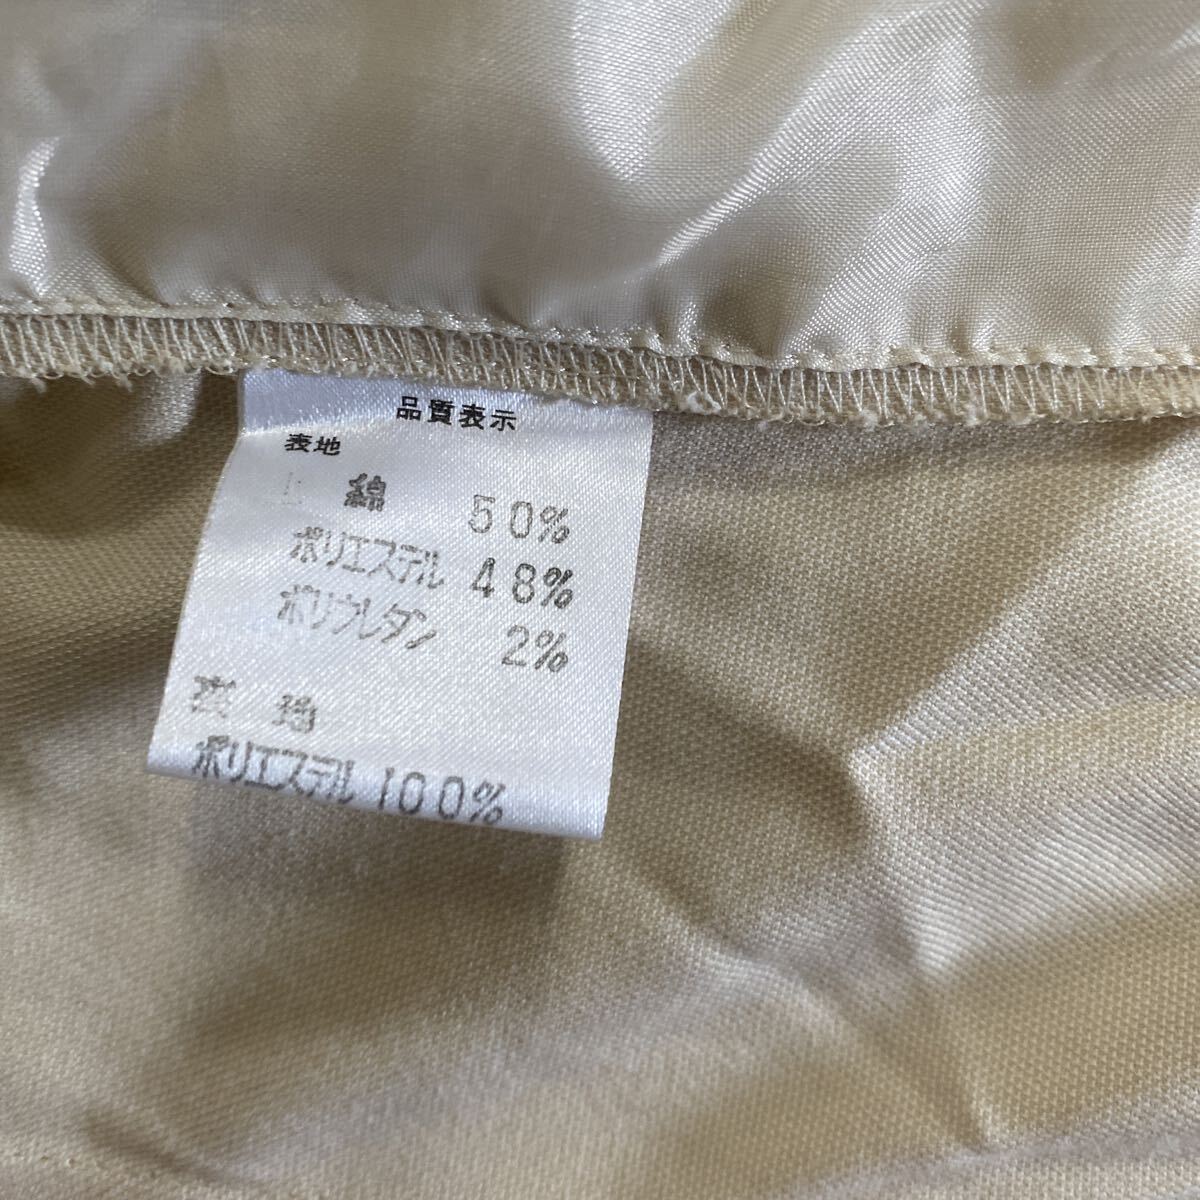 品質表示
表地
綿 50%
ポリエステル 48%
ポリウレタン 2%
裏地
ポリエステル 100%